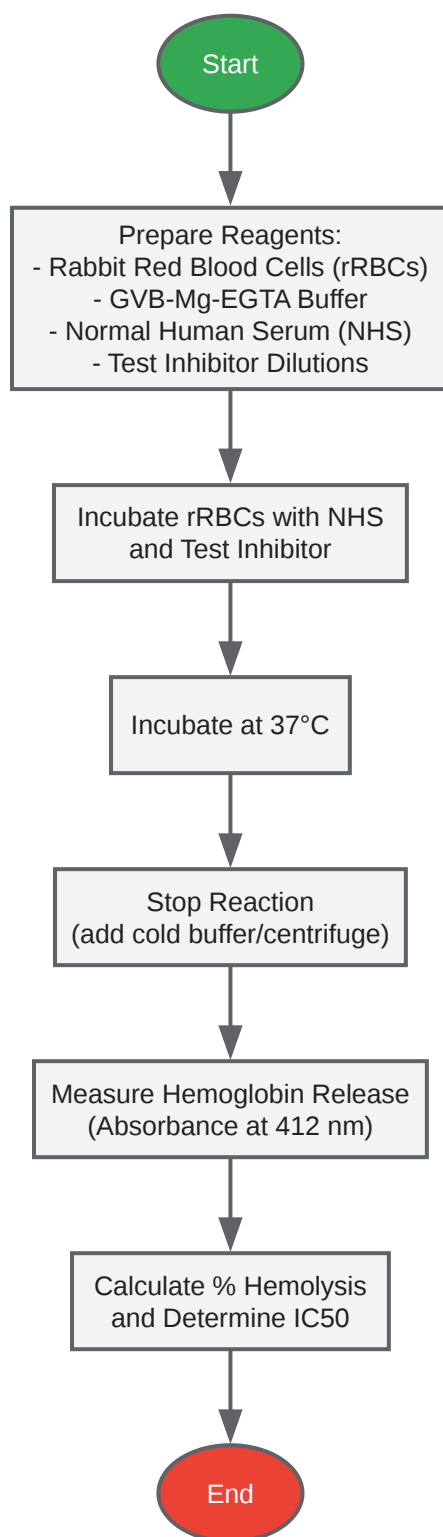 Start
Prepare Reagents:
- Rabbit Red Blood Cells (rRBCs)
- GVB-Mg-EGTA Buffer
- Normal Human Serum (NHS)
- Test Inhibitor Dilutions
Incubate rRBCs with NHS
and Test Inhibitor
Incubate at 37°C
Stop Reaction
(add cold buffer/centrifuge)
Measure Hemoglobin Release
(Absorbance at 412 nm)
Calculate % Hemolysis
and Determine IC50
End